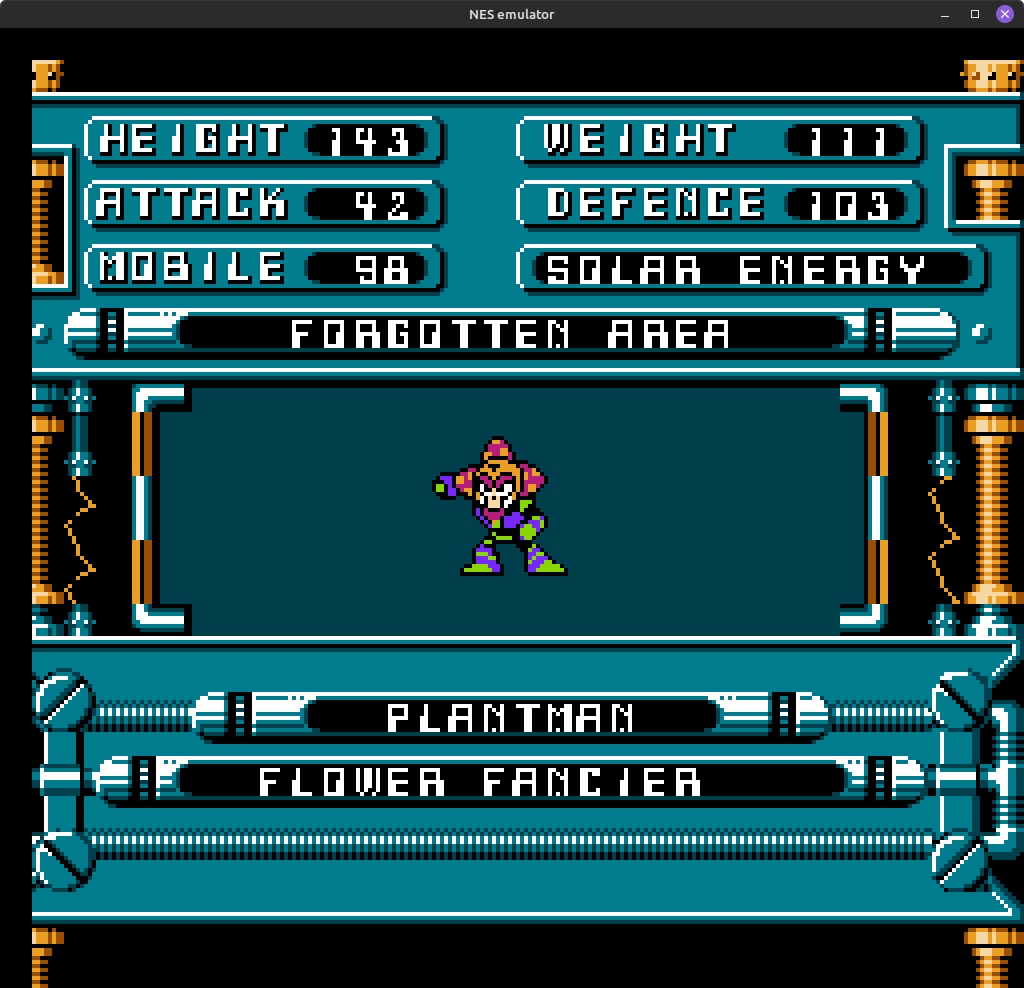 NES emulator
HEIGHT 143 WEIGHT 111
ATTACK 42 DEFENCE 103
MOBILE 98 SOLAR ENERGY
FORGOTTEN AREA
PLANTMAN
FLOWER FANCIER